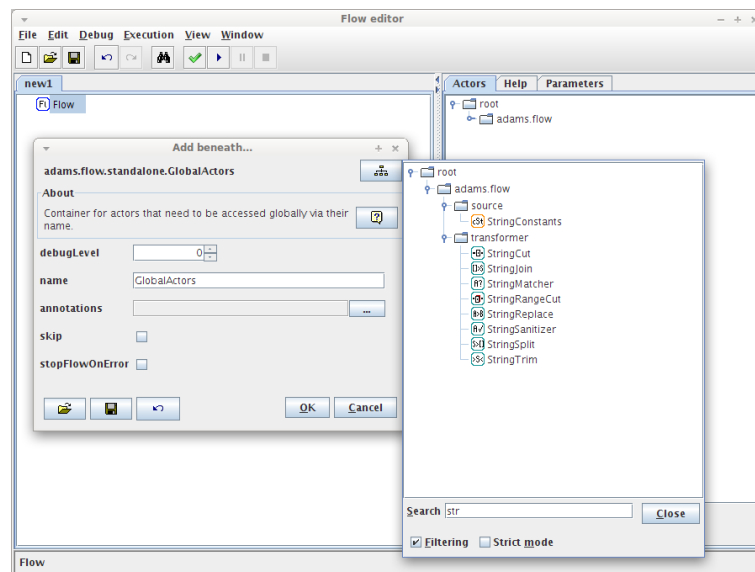 Flow editor
File Edit Debug Execution View Window
new1
Flow
Actors Help Parameters
root
adams.flow
Add beneath...
adams.flow.standalone.GlobalActors
About
Container for actors that need to be accessed globally via their
name.
debugLevel 0
name GlobalActors
annotations ...
skip
stopFlowOnError
OK Cancel
root
adams.flow
source
StringConstants
transformer
StringCut
StringJoin
StringMatcher
StringRangeCut
StringReplace
StringSanitizer
StringSplit
StringTrim
Search str Close
Filtering Strict mode
Flow